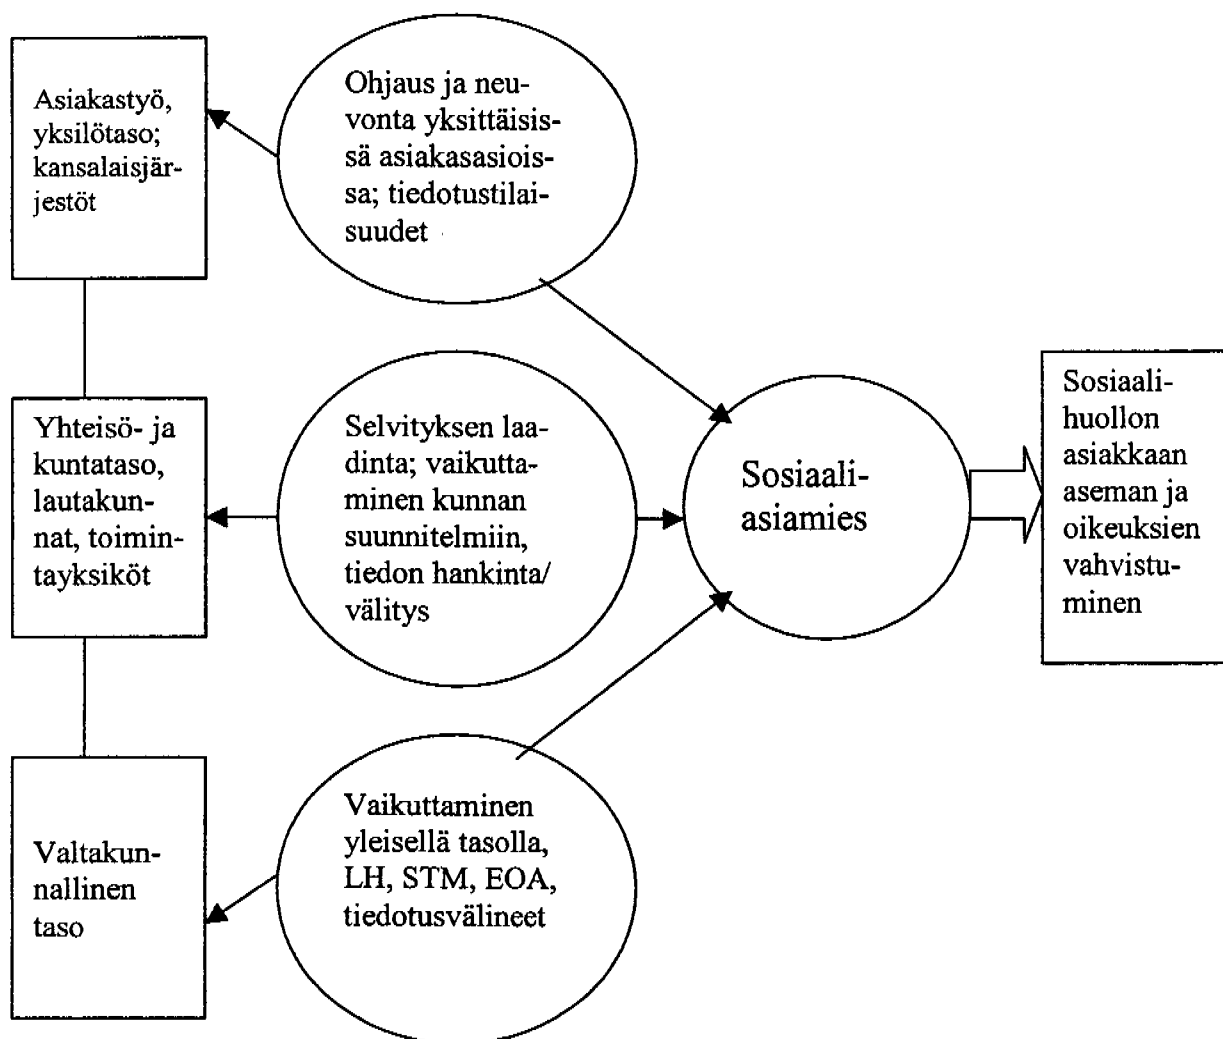 Asiakastyö,
yksilötaso;
kansalaisjär-
jestöt
Ohjaus ja neu-
vonta yksittäisis-
sä asiakasasiois-
sa; tiedotustilai-
suudet
Yhteisö- ja
kuntataso,
lautakun-
nat, toimin-
tayksiköt
Selvityksen laa-
dinta; vaikutta-
minen kunnan
suunnitelmiin,
tiedon hankinta/
välitys
Sosiaali-
asiamies
Sosiaali-
huollon
asiakkaan
aseman ja
oikeuksien
vahvistu-
minen
Valtakun-
nallinen
taso
Vaikuttaminen
yleisellä tasolla,
LH, STM, EOA,
tiedotusvälineet